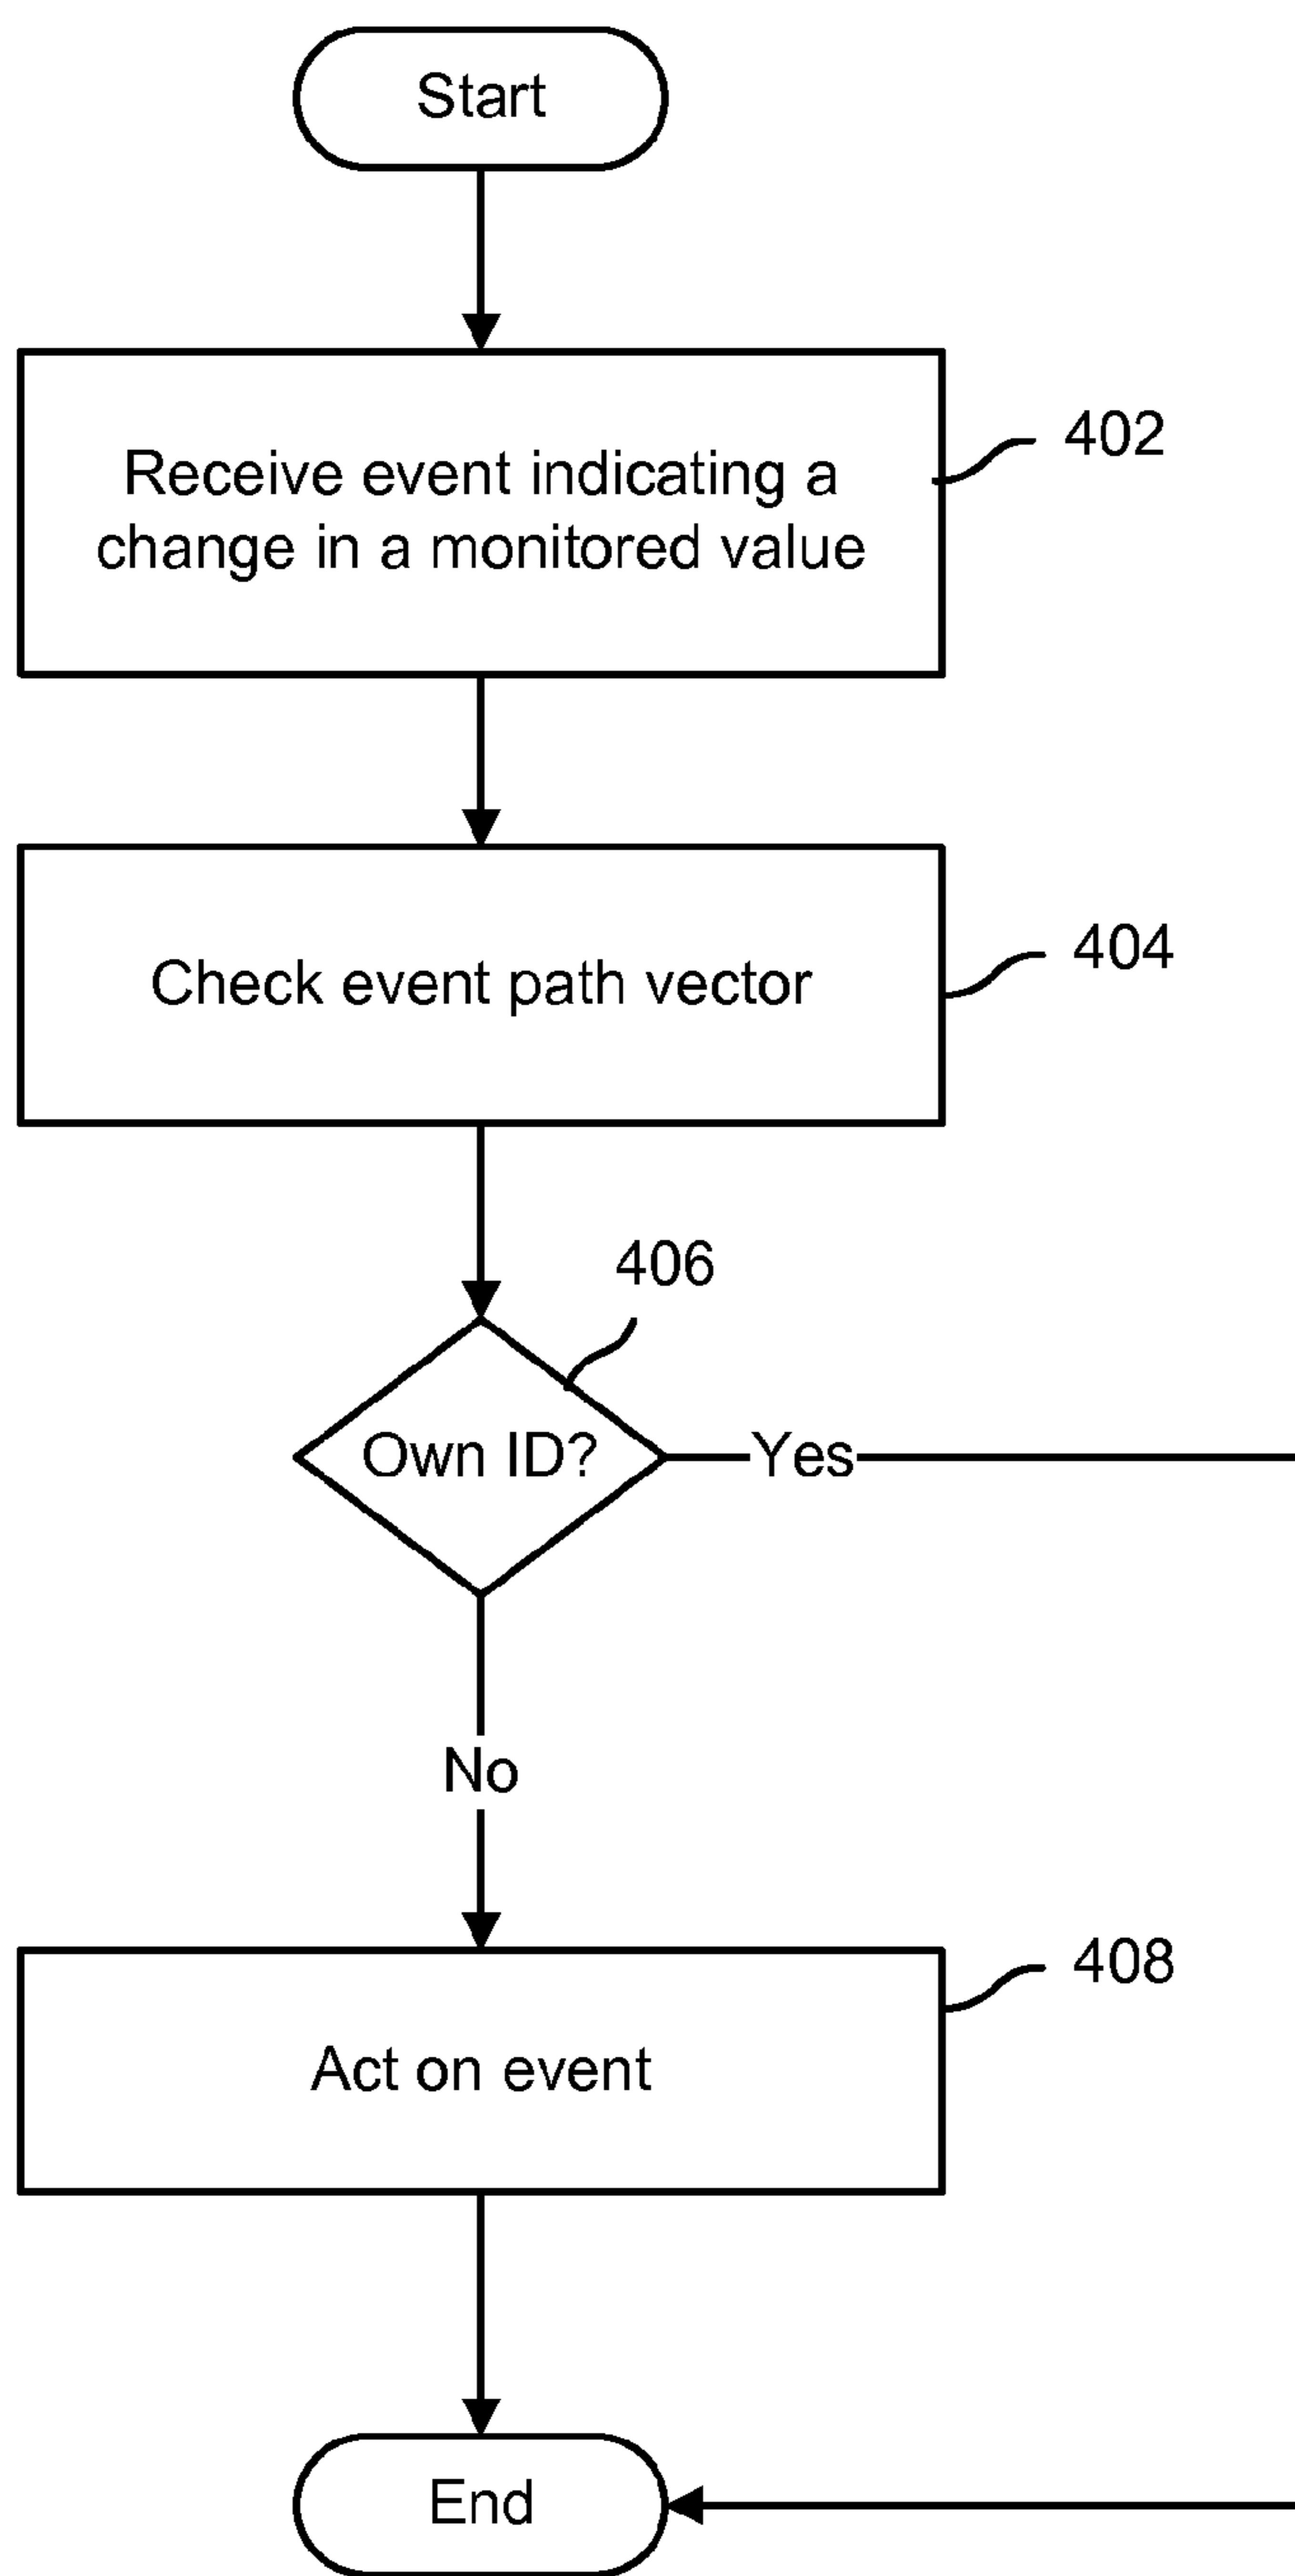 Start
Receive event indicating a
change in a monitored value
402
Check event path vector
404
406
Own ID?
Yes
No
Act on event
408
End